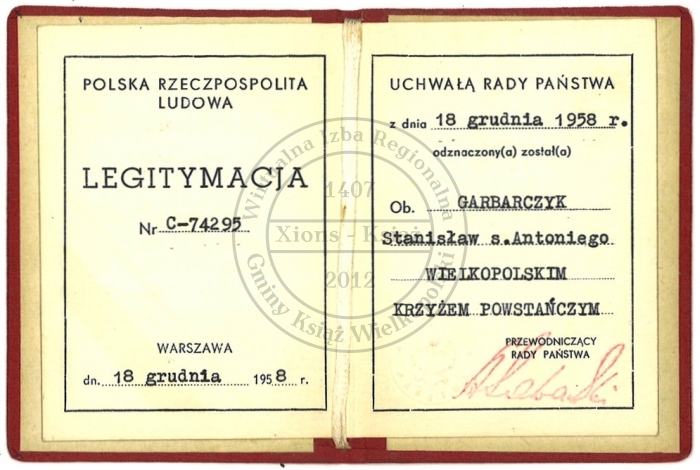 POLSKA RZECZPOSPOLITA
LUDOWA
LEGITYMACJA
Nr C-74295
WARSZAWA
dn. 18 grudnia 1958 r.
UCHWAŁĄ RADY PAŃSTWA
z dnia 18 grudnia 1958 r.
odznaczony(a) został(a)
Ob. GARBARCZYK
Stanisław s.Antoniego
WIELKOPOLSKIM
KRZYŻEM POWSTAŃCZYM
PRZEWODNICZĄCY
RADY PAŃSTWA
Wirtualna Izba Regionalna
1407
Xions - Książ
2012
Gminy Książ Wielkopolski